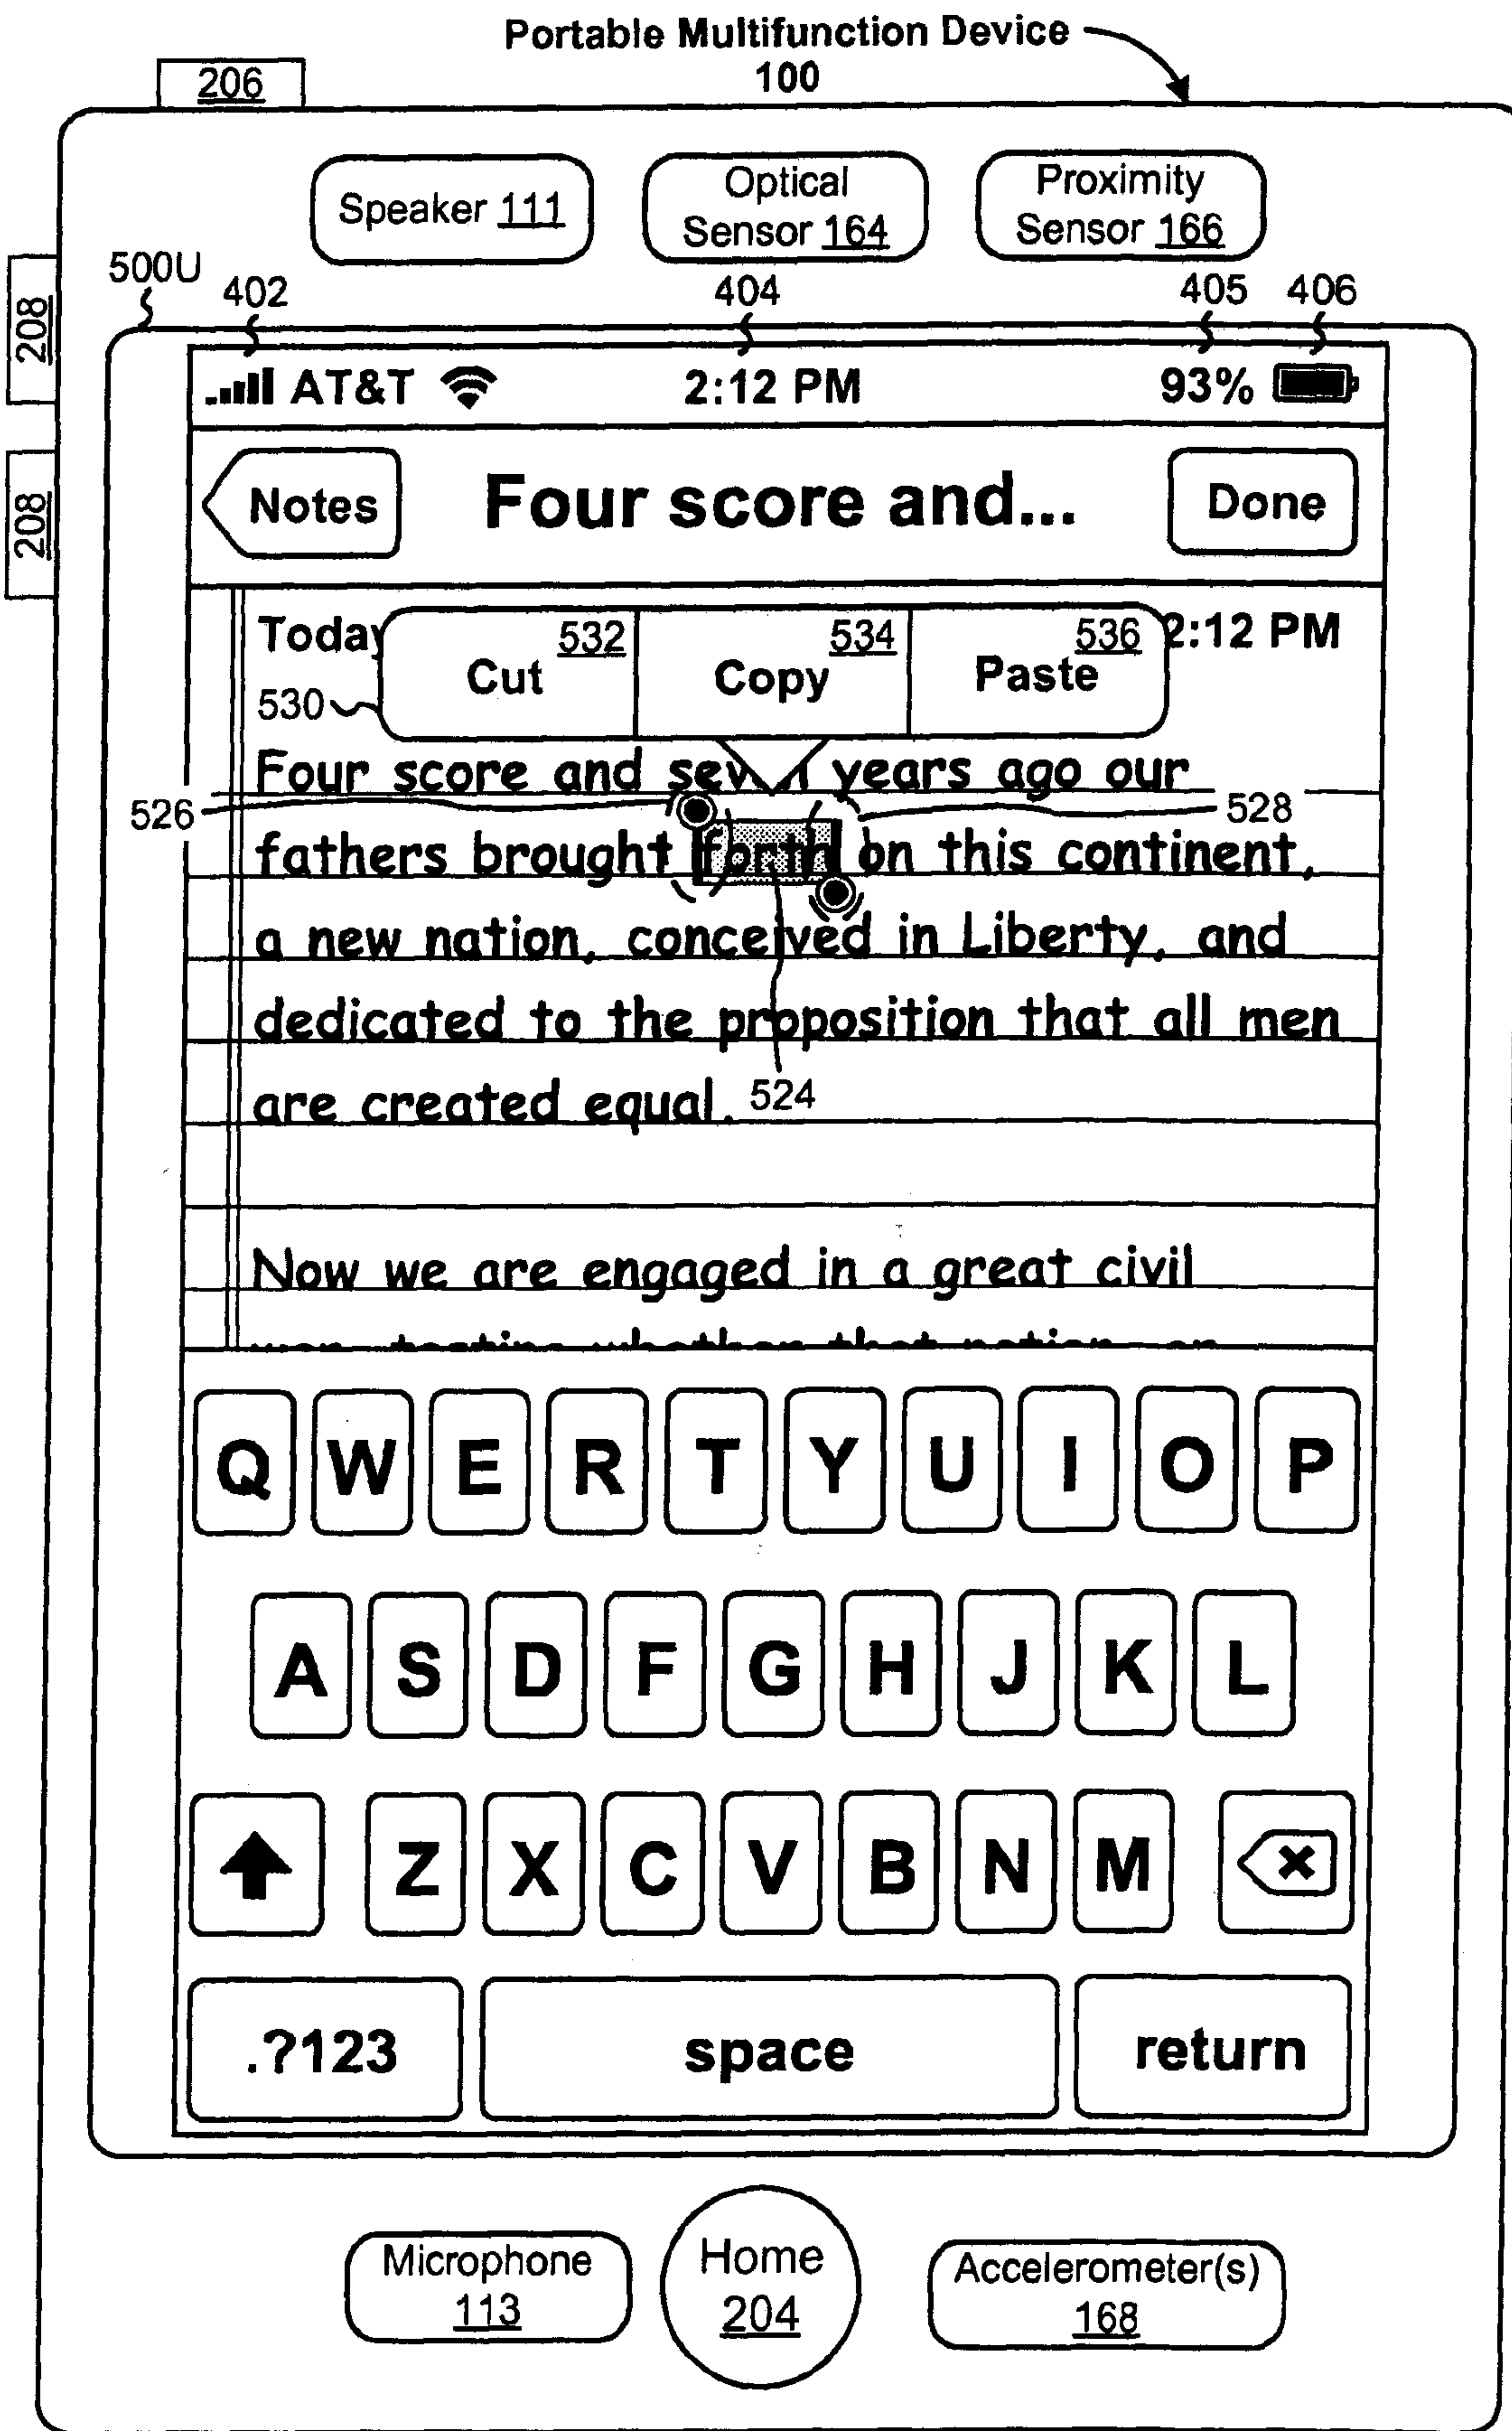 Portable Multifunction Device
100
206
Speaker 111
Optical
Sensor 164
Proximity
Sensor 166
208
208
500U
402
404
405
406
AT&T
2:12 PM
93%
Notes
Four score and...
Done
Today
2:12 PM
532
534
536
Cut
Copy
Paste
530
Four score and years ago our
526
528
fathers brought forth on this continent,
a new nation, conceived in Liberty, and
dedicated to the proposition that all men
are created equal.
524
Now we are engaged in a great civil
Q W E R T Y U I O P
A S D F G H J K L
Z X C V B N M
.?123
space
return
Microphone
113
Home
204
Accelerometer(s)
168